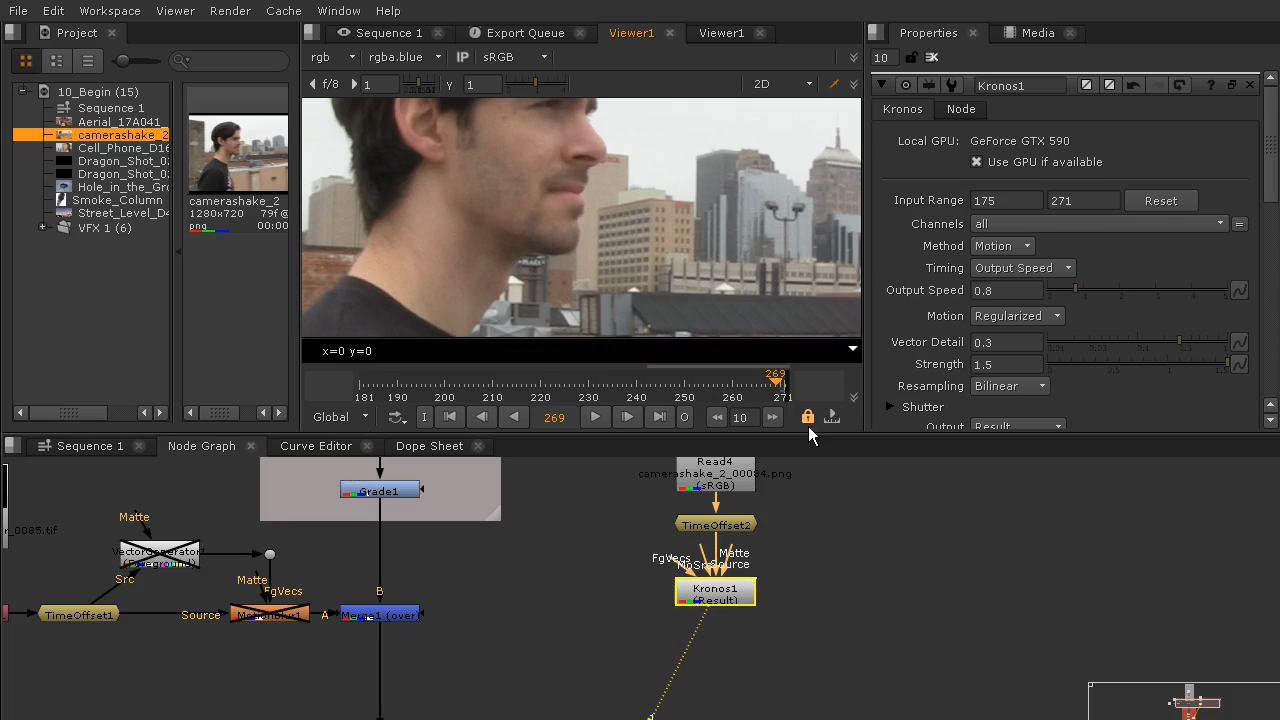 File Edit Workspace Viewer Render Cache Window Help
Project Sequence 1 Export Queue Viewer1 Viewer1 Properties Media
rgb rgba.blue IP sRGB 10
f/8 1 y 1 2D
10_Begin (15)
Sequence 1
Aerial_17A041
camerashake_2
Cell_Phone_D16
Dragon_Shot_0
Dragon_Shot_0
Hole_in_the_Gr
Smoke_Column
Street_Level_D
VFX 1 (6)
camerashake_2
1280x720 79f@
png 00:00
Kronos1
Kronos Node
Local GPU: GeForce GTX 590
Use GPU if available
Input Range 175 271 Reset
Channels all
Method Motion
Timing Output Speed
Output Speed 0.8
Motion Regularized
Vector Detail 0.3
Strength 1.5
Resampling Bilinear
Shutter
Output Result
x=0 y=0
269
181 190 200 210 220 230 240 250 260 271
Global I 269 O 10
Sequence 1 Node Graph Curve Editor Dope Sheet
Grade1
r_0085.tif
Matte
VectorGenerator1
(Foreground)
Src
Matte
FgVecs
B
TimeOffset1
Source
MotionBlur1
A
Merge1 (over)
Read4
camerashake_2_00084.png
(sRGB)
TimeOffset2
FgVecs
Matte
Source
Kronos1
(Result)